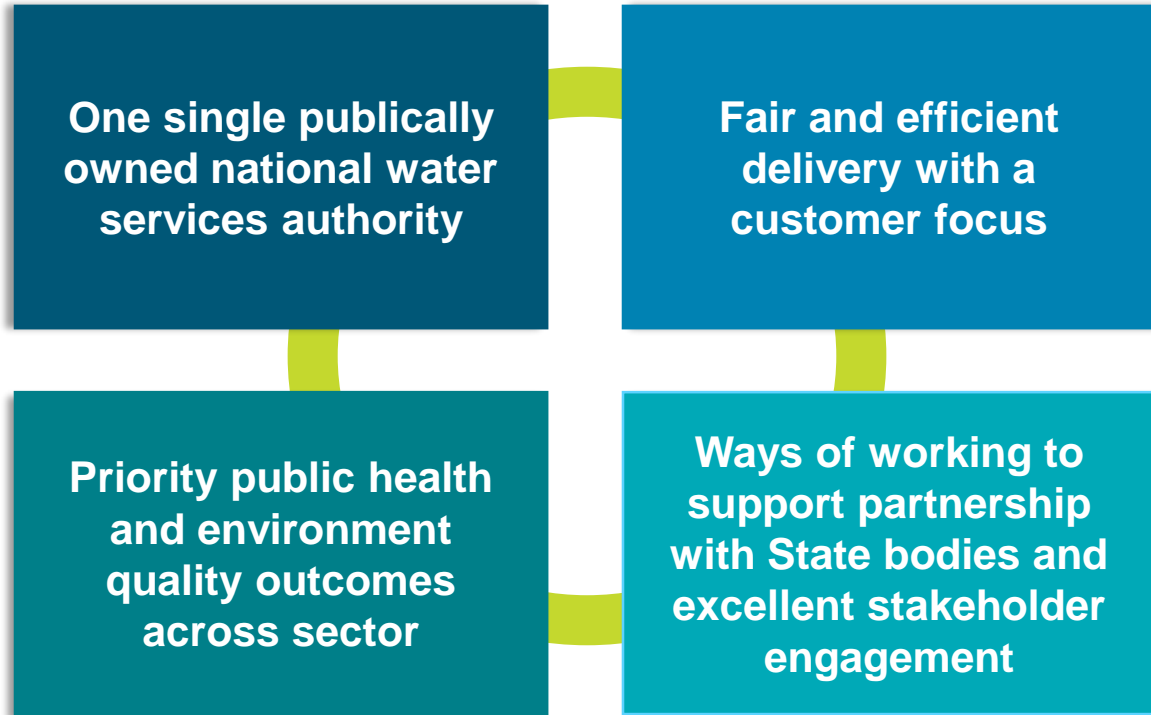 One single publically
owned national water
services authority
Fair and efficient
delivery with a
customer focus
Priority public health
and environment
quality outcomes
across sector
Ways of working to
support partnership
with State bodies and
excellent stakeholder
engagement